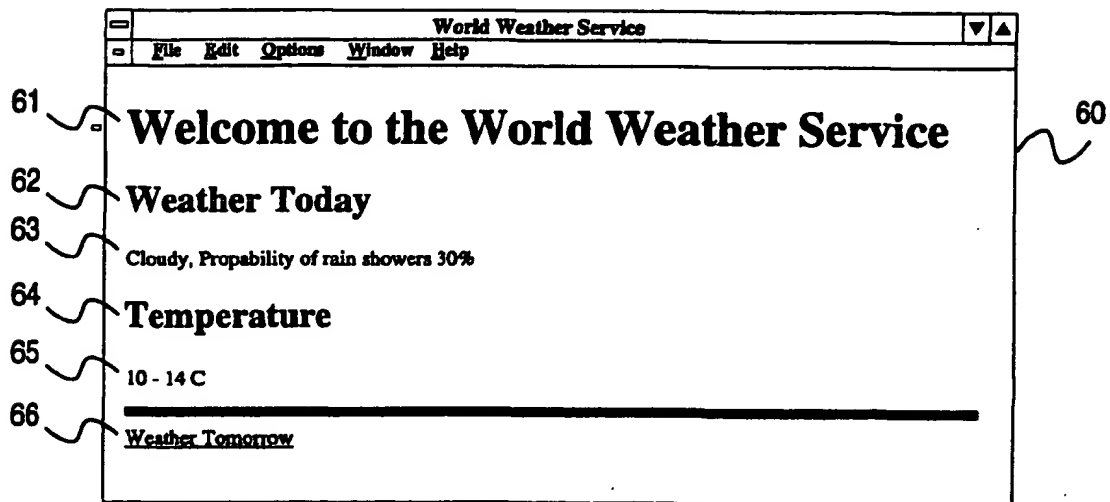 World Weather Service
File Edit Options Window Help
61
Welcome to the World Weather Service
60
62
Weather Today
63
Cloudy, Propability of rain showers 30%
64
Temperature
65
10 - 14 C
66
Weather Tomorrow